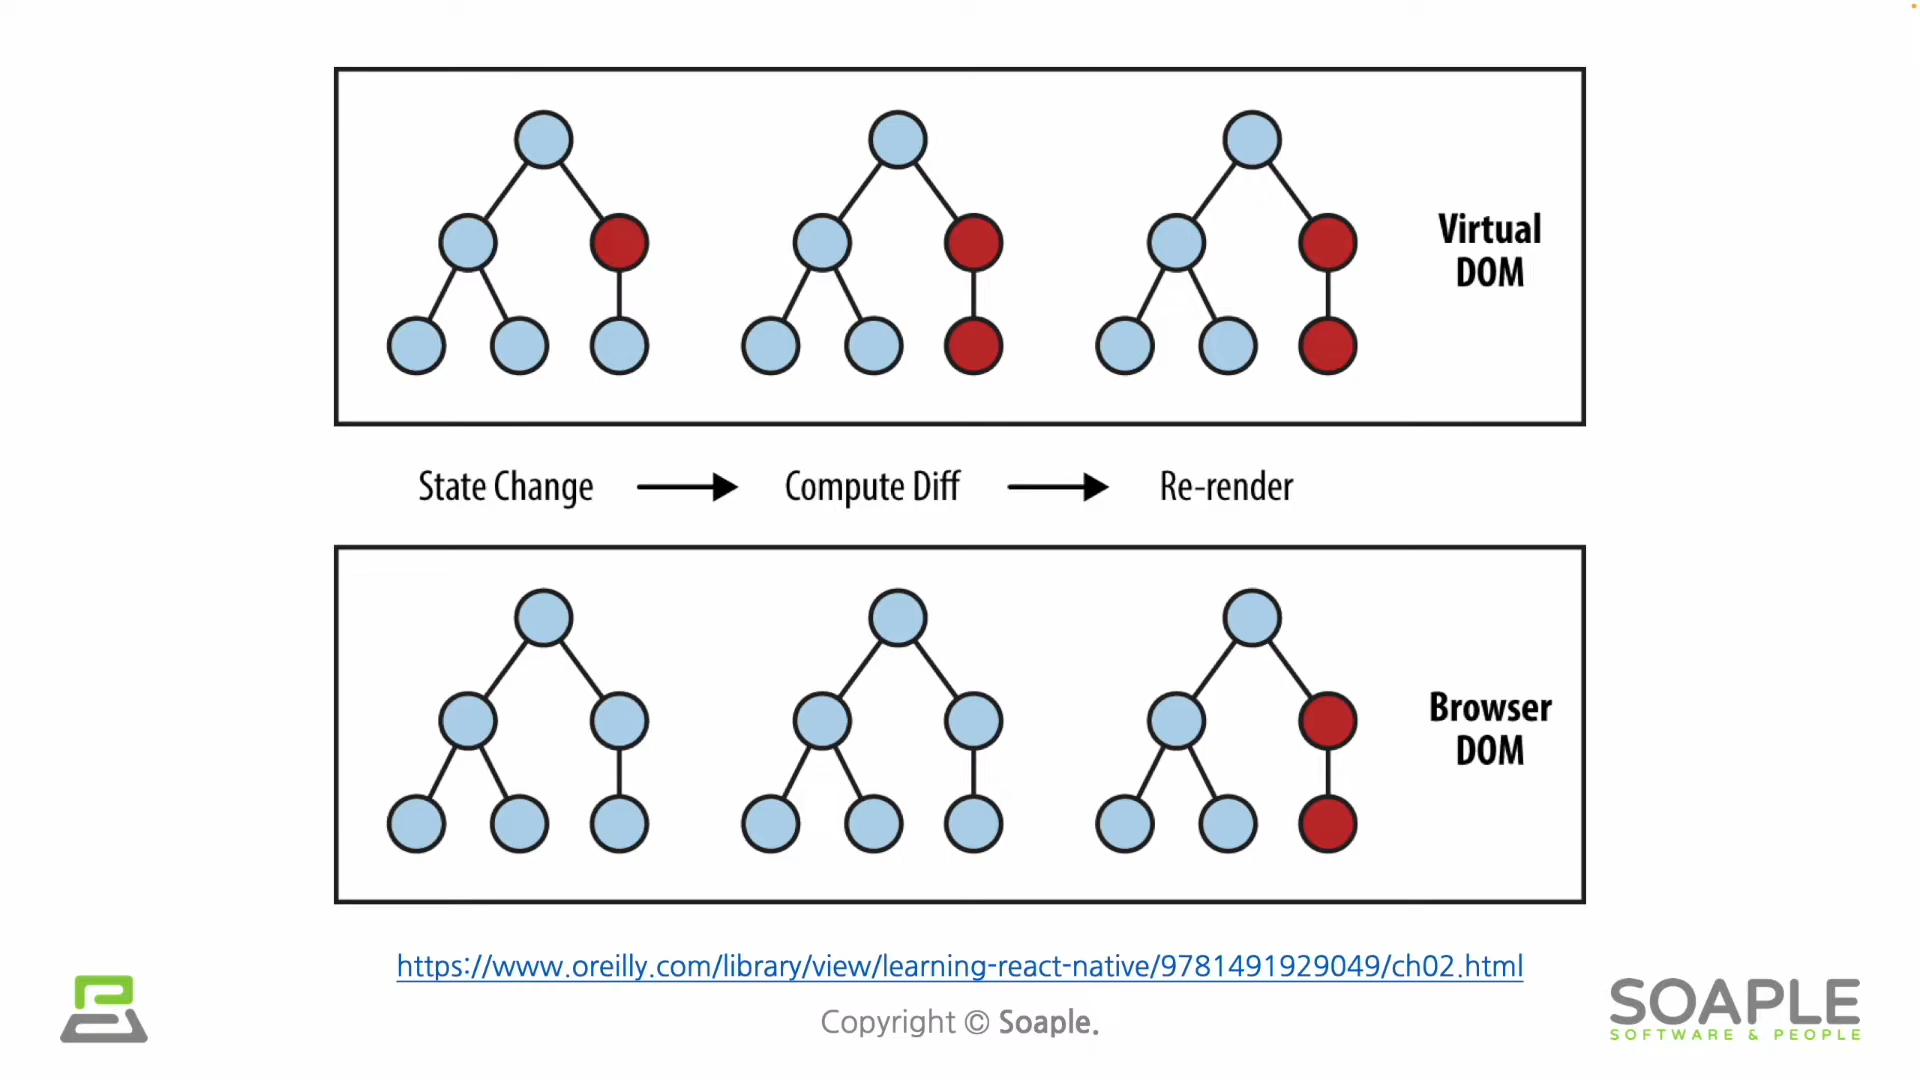 Virtual
DOM
State Change
Compute Diff
Re-render
Browser
DOM
https://www.oreilly.com/library/view/learning-react-native/9781491929049/ch02.html
Copyright © Soaple.
SOAPLE
SOFTWARE & PEOPLE